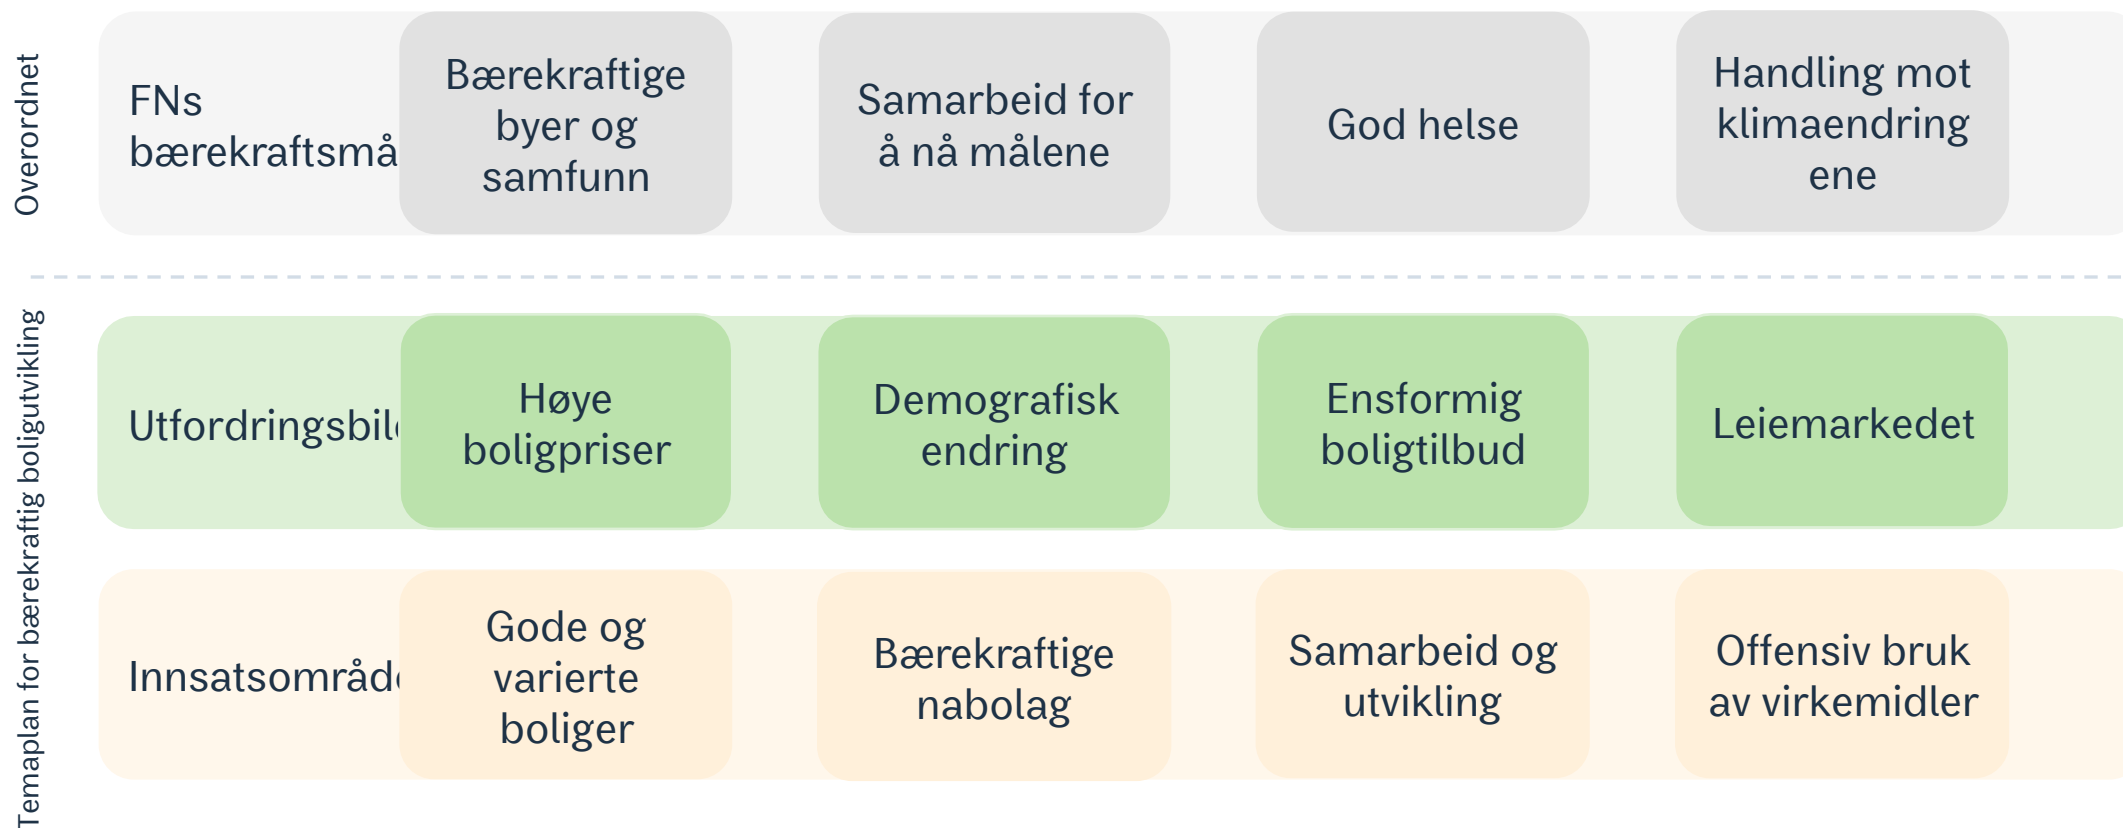 Overordnet
FNs
bærekraftsmå
Bærekraftige
byer og
samfunn
Samarbeid for
å nå målene
God helse
Handling mot
klimaendring
ene
Temaplan for bærekraftig boligutvikling
Utfordringsbil
Høye
boligpriser
Demografisk
endring
Ensformig
boligtilbud
Leiemarkedet
Innsatsområd
Gode og
varierte
boliger
Bærekraftige
nabolag
Samarbeid og
utvikling
Offensiv bruk
av virkemidler